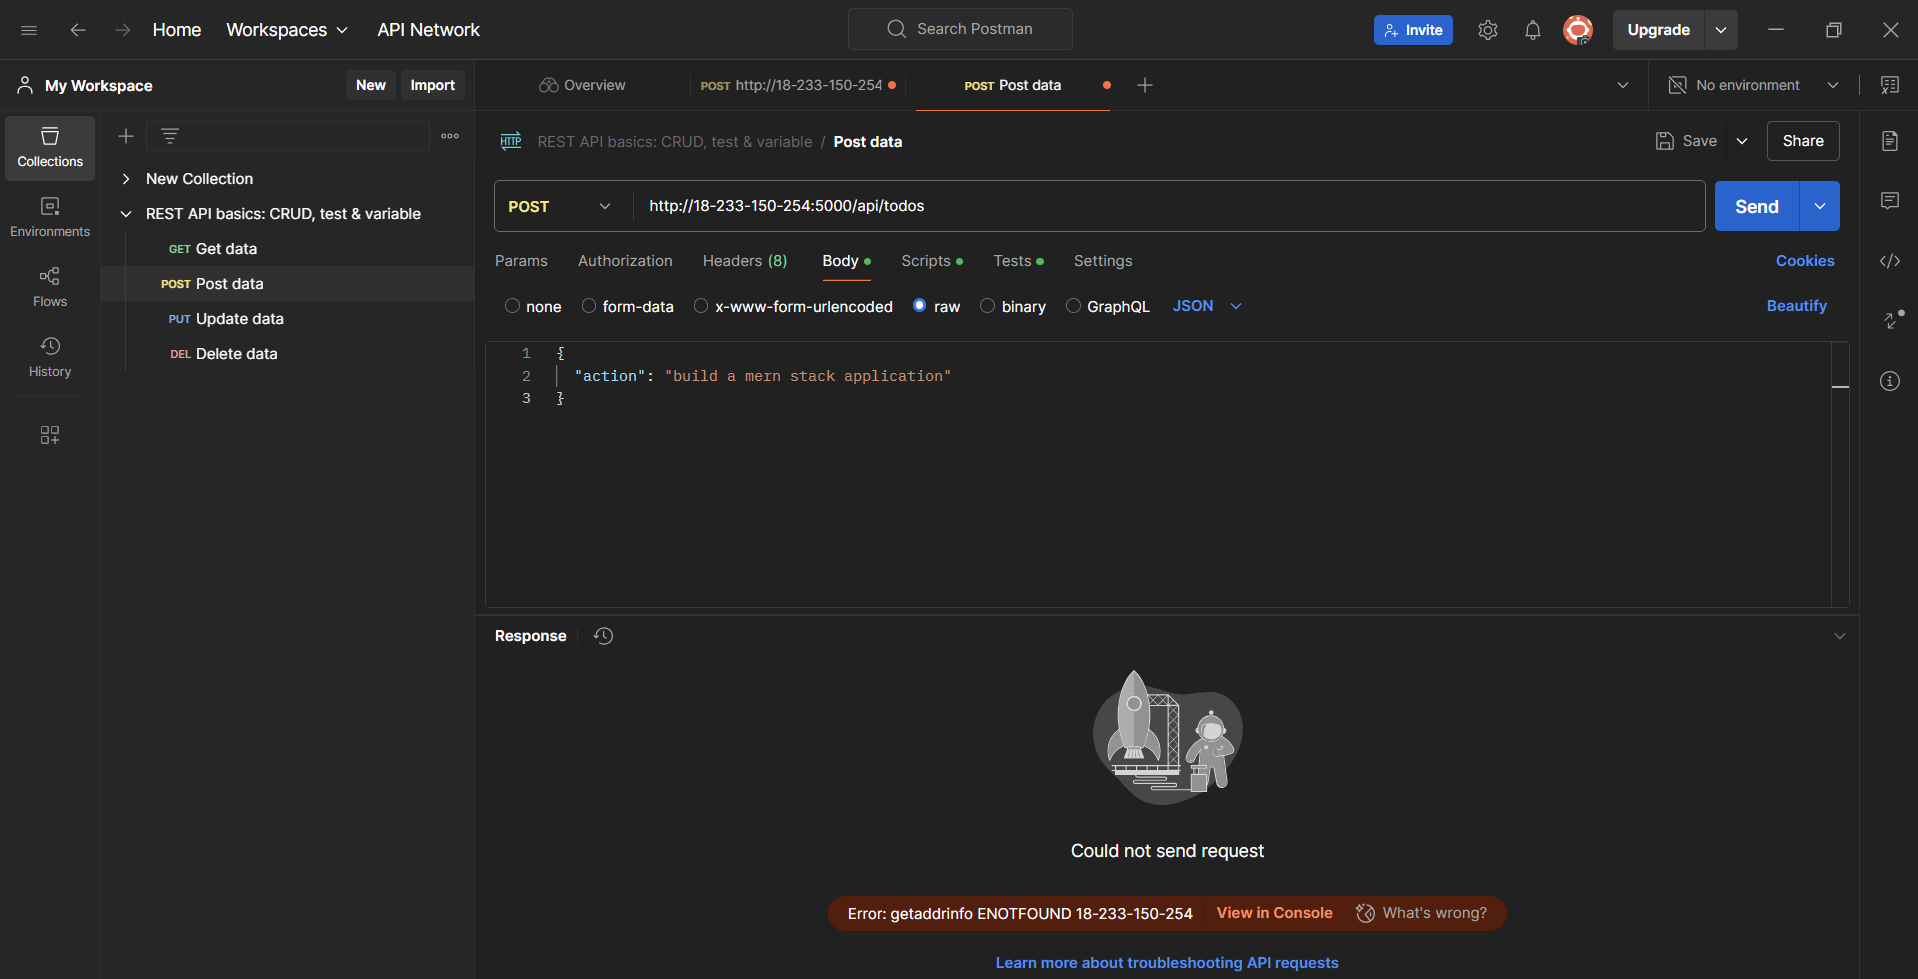 Home Workspaces API Network Search Postman Invite Upgrade
My Workspace New Import Overview POST http://18-233-150-254 POST Post data No environment
Collections
Environments
Flows
History
New Collection
REST API basics: CRUD, test & variable
GET Get data
POST Post data
PUT Update data
DEL Delete data
HTTP REST API basics: CRUD, test & variable / Post data Save Share
POST http://18-233-150-254:5000/api/todos Send
Params Authorization Headers (8) Body Scripts Tests Settings Cookies
none form-data x-www-form-urlencoded raw binary GraphQL JSON Beautify
1 {
2 "action": "build a mern stack application"
3 }
Response
Could not send request
Error: getaddrinfo ENOTFOUND 18-233-150-254 View in Console What's wrong?
Learn more about troubleshooting API requests